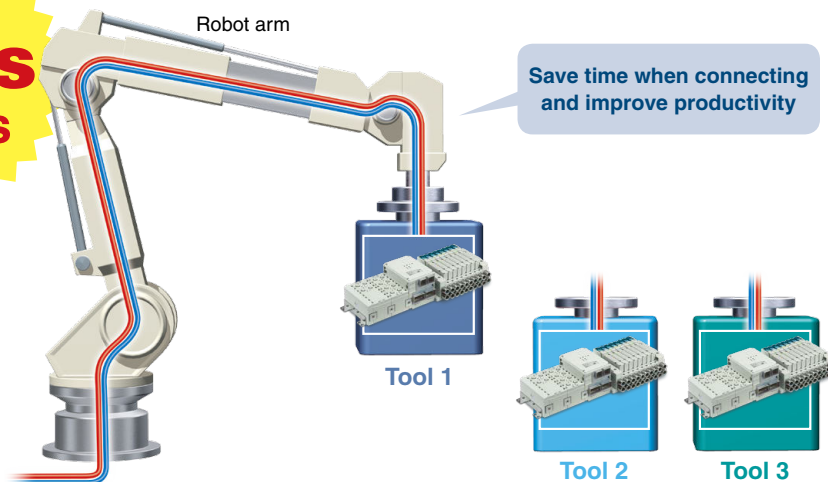 Robot arm
Save time when connecting
and improve productivity
Tool 1
Tool 2
Tool 3